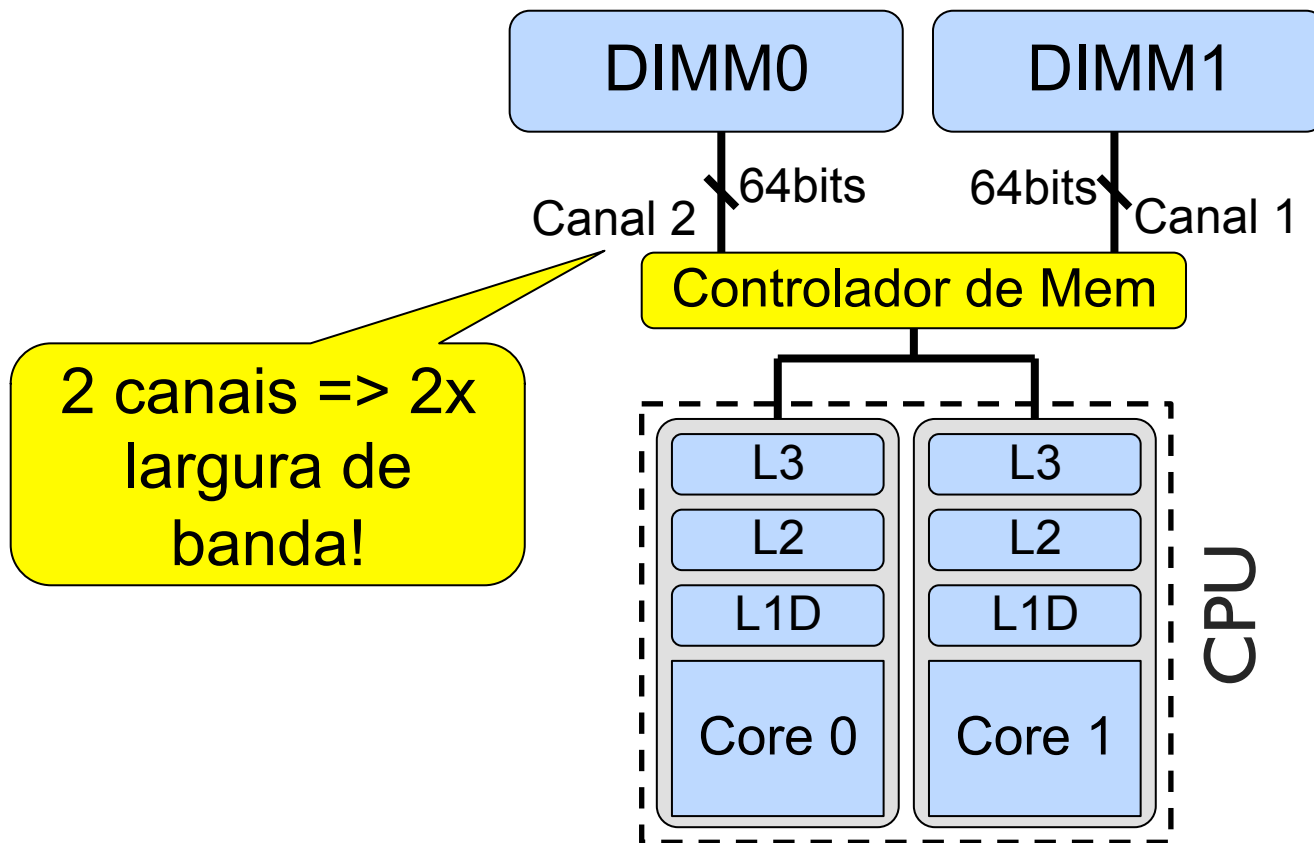 DIMM0
DIMM1
64bits
64bits
Canal 2
Canal 1
Controlador de Mem
2 canais => 2x
largura de
banda!
L3
L3
L2
L2
L1D
L1D
CPU
Core 0
Core 1